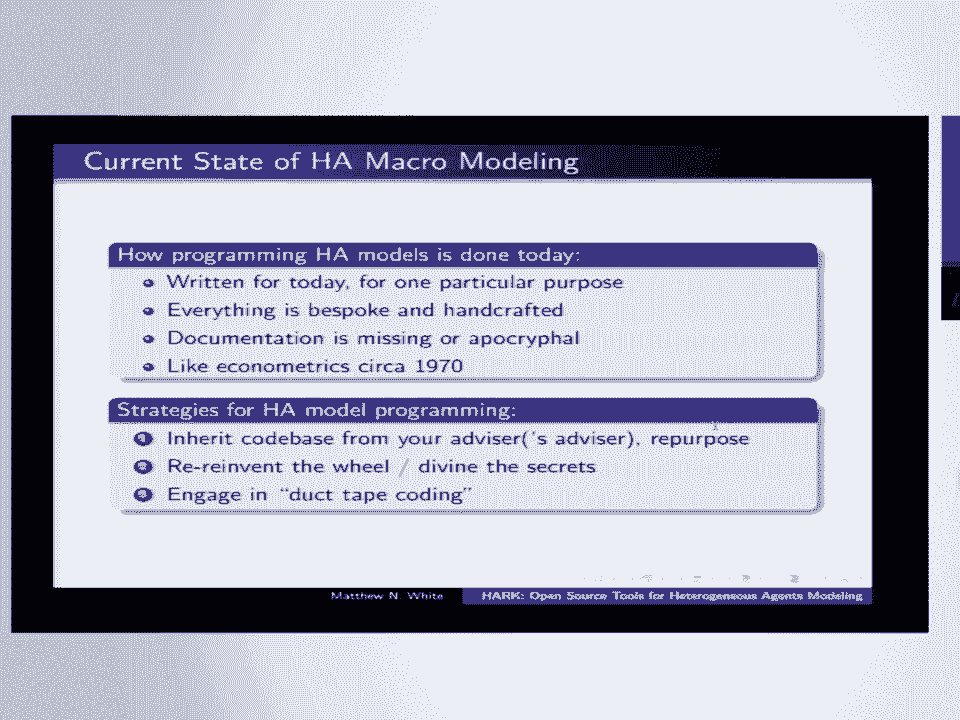 Current State of HA Macro Modeling
How programming HA models is done today:
Written for today, for one particular purpose
Everything is bespoke and handcrafted
Documentation is missing or apocryphal
Like econometrics circa 1970
Strategies for HA model programming:
1 Inherit codebase from your adviser('s adviser), repurpose
2 Re-reinvent the wheel / divine the secrets
3 Engage in “duct tape coding”
Matthew N. White HARK: Open Source Tools for Heterogeneous Agents Modeling